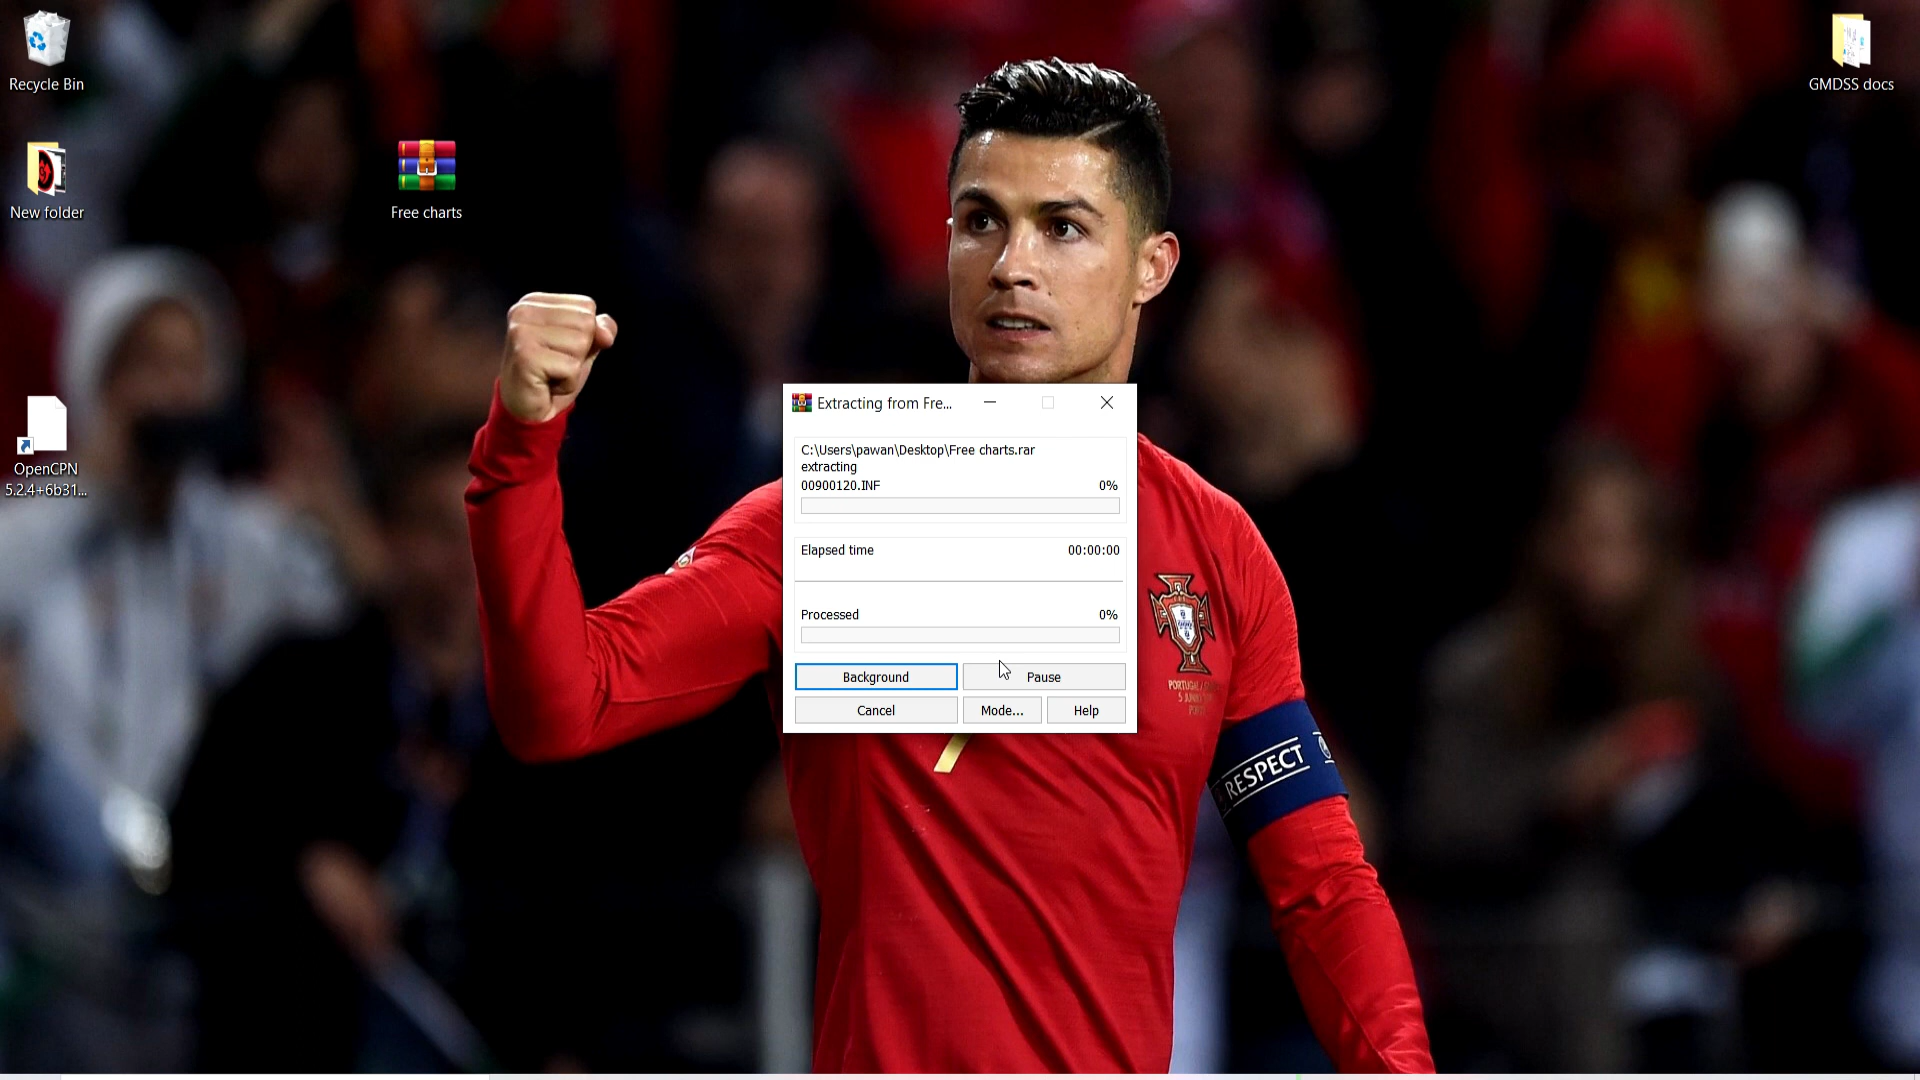 Recycle Bin
GMDSS docs
New folder
Free charts
OpenCPN
5.2.4+6b31...
Extracting from Fre...
C:\Users\pawan\Desktop\Free charts.rar
extracting
00900120.INF 0%
Elapsed time 00:00:00
Processed 0%
Background Pause
Cancel Mode... Help
7
RESPECT